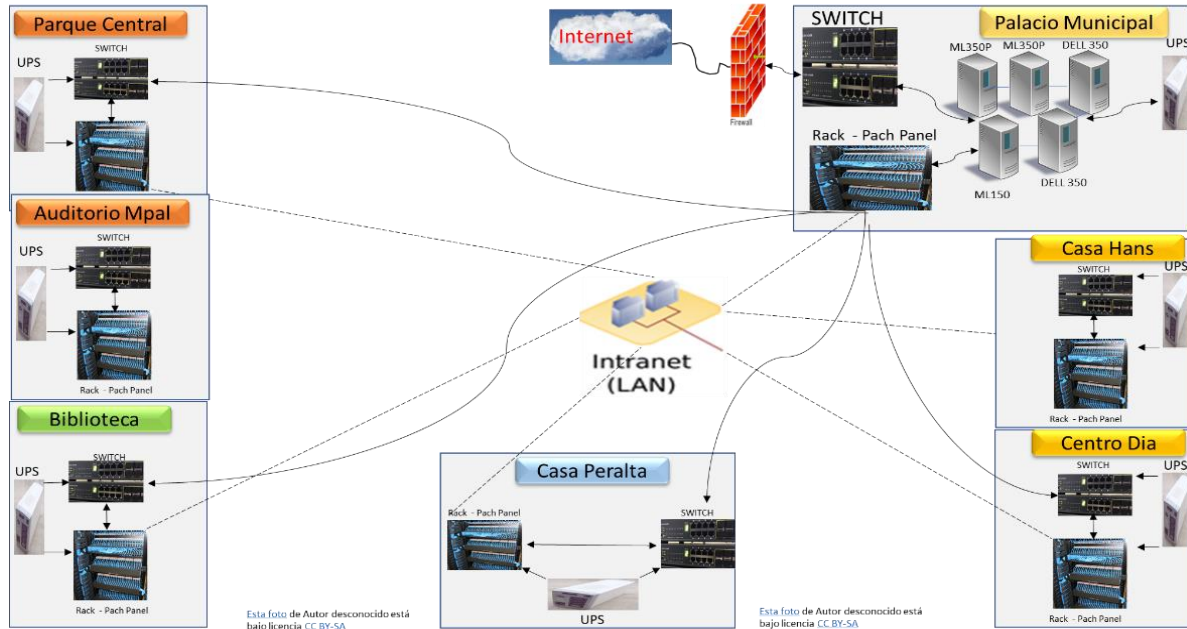 Parque Central
SWITCH
UPS
Internet
Firewall
SWITCH
Palacio Municipal
ML350P
ML350P
DELL 350
UPS
Rack - Pach Panel
ML150
DELL 350
Auditorio Mpal
SWITCH
UPS
Rack - Pach Panel
Casa Hans
SWITCH
UPS
Rack - Pach Panel
Intranet
(LAN)
Biblioteca
SWITCH
UPS
Rack - Pach Panel
Casa Peralta
Rack - Pach Panel
SWITCH
UPS
Centro Dia
SWITCH
UPS
Rack - Pach Panel
Esta foto de Autor desconocido está
bajo licencia CC BY-SA
Esta foto de Autor desconocido está
bajo licencia CC BY-SA